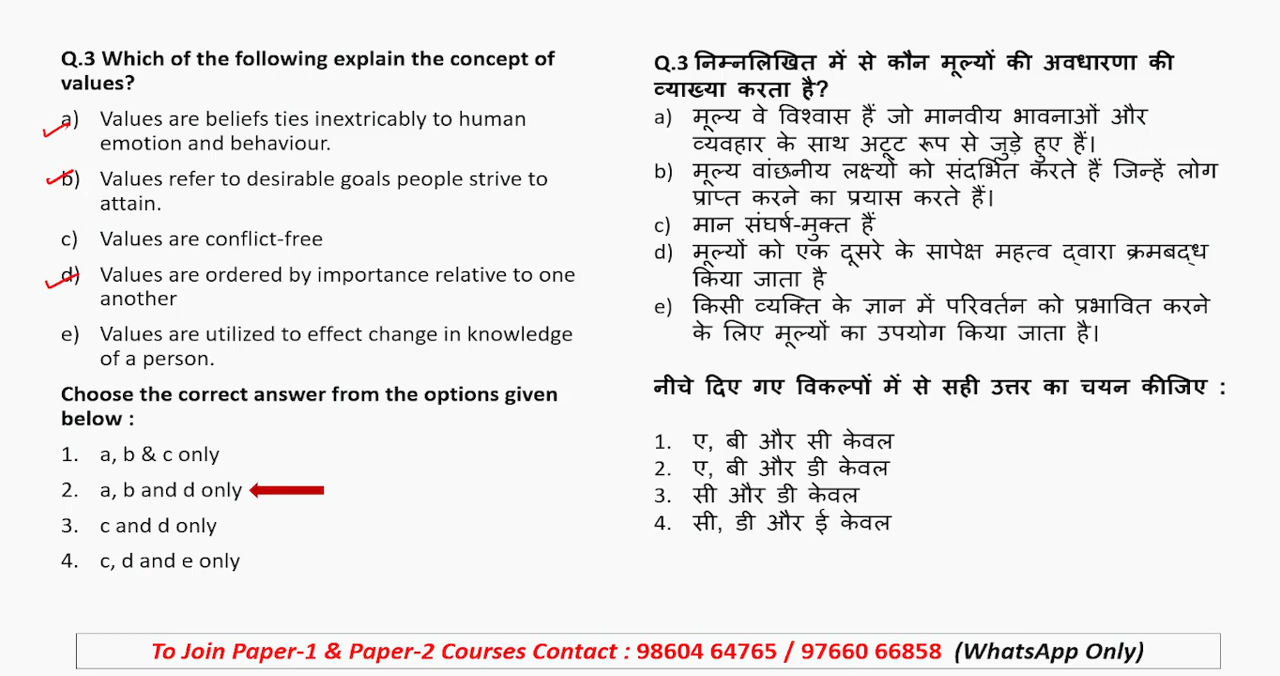 Q.3 Which of the following explain the concept of
values?
a) Values are beliefs ties inextricably to human
emotion and behaviour.
b) Values refer to desirable goals people strive to
attain.
c) Values are conflict-free
d) Values are ordered by importance relative to one
another
e) Values are utilized to effect change in knowledge
of a person.
Choose the correct answer from the options given
below :
1. a, b & c only
2. a, b and d only
3. c and d only
4. c, d and e only
Q.3 निम्नलिखित में से कौन मूल्यों की अवधारणा की
व्याख्या करता है?
a) मूल्य वे विश्वास हैं जो मानवीय भावनाओं और
व्यवहार के साथ अटूट रूप से जुड़े हुए हैं।
b) मूल्य वांछनीय लक्ष्यों को संदर्भित करते हैं जिन्हें लोग
प्राप्त करने का प्रयास करते हैं।
c) मान संघर्ष-मुक्त हैं
d) मूल्यों को एक दूसरे के सापेक्ष महत्व द्वारा क्रमबद्ध
किया जाता है
e) किसी व्यक्ति के ज्ञान में परिवर्तन को प्रभावित करने
के लिए मूल्यों का उपयोग किया जाता है।
नीचे दिए गए विकल्पों में से सही उत्तर का चयन कीजिए :
1. ए, बी और सी केवल
2. ए, बी और डी केवल
3. सी और डी केवल
4. सी, डी और ई केवल
To Join Paper-1 & Paper-2 Courses Contact : 98604 64765 / 97660 66858 (WhatsApp Only)